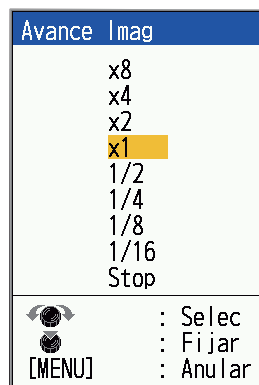 Avance Imag
x8
x4
x2
x1
1/2
1/4
1/8
1/16
Stop
: Selec
: Fijar
[MENU] : Anular